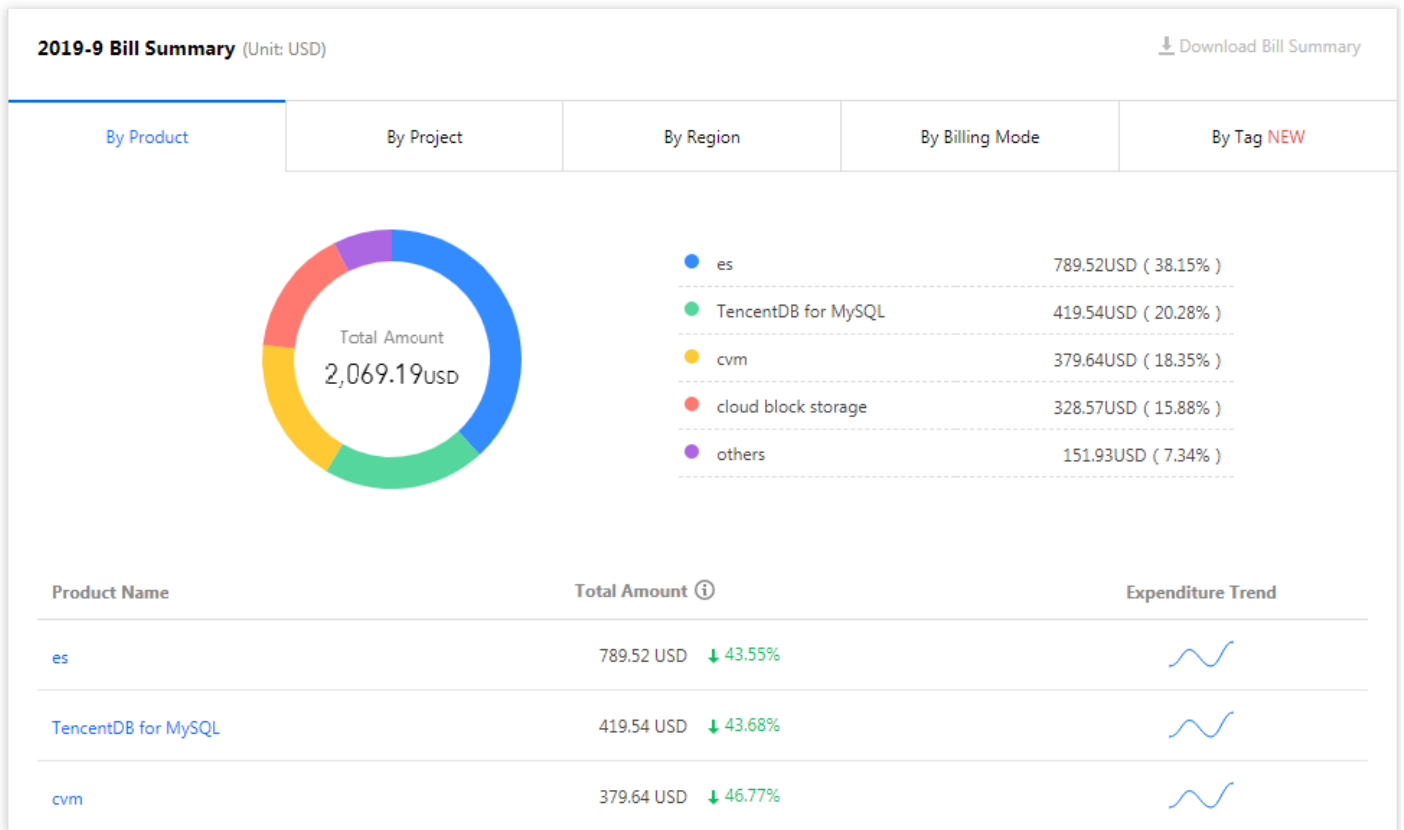 2019-9 Bill Summary (Unit: USD)
Download Bill Summary
By Product
By Project
By Region
By Billing Mode
By Tag NEW
Total Amount
2,069.19USD
es 789.52USD ( 38.15% )
TencentDB for MySQL 419.54USD ( 20.28% )
cvm 379.64USD ( 18.35% )
cloud block storage 328.57USD ( 15.88% )
others 151.93USD ( 7.34% )
Product Name Total Amount Expenditure Trend
es 789.52 USD 43.55%
TencentDB for MySQL 419.54 USD 43.68%
cvm 379.64 USD 46.77%